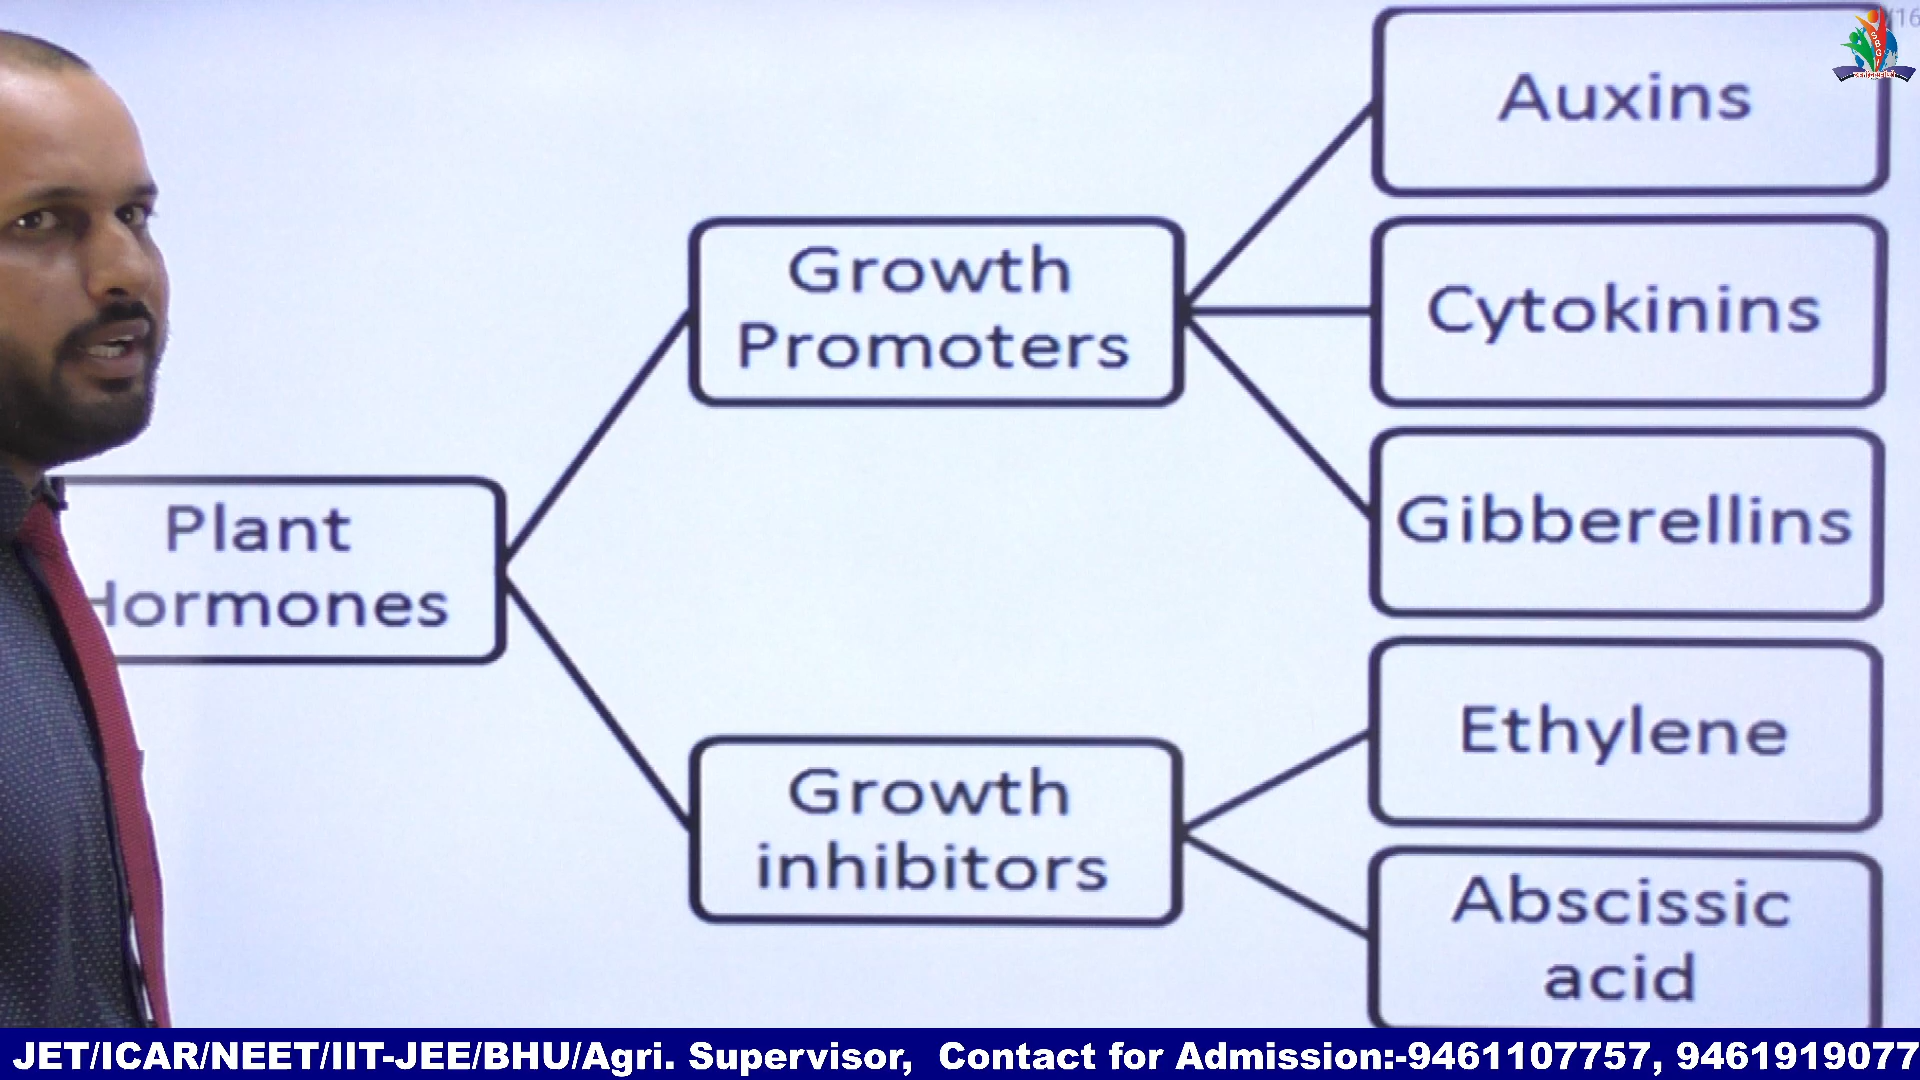 Auxins
Growth
Promoters
Cytokinins
Gibberellins
Plant
Hormones
Ethylene
Growth
inhibitors
Abscissic
acid
JET/ICAR/NEET/IIT-JEE/BHU/Agri. Supervisor, Contact for Admission:-9461107757, 9461919077